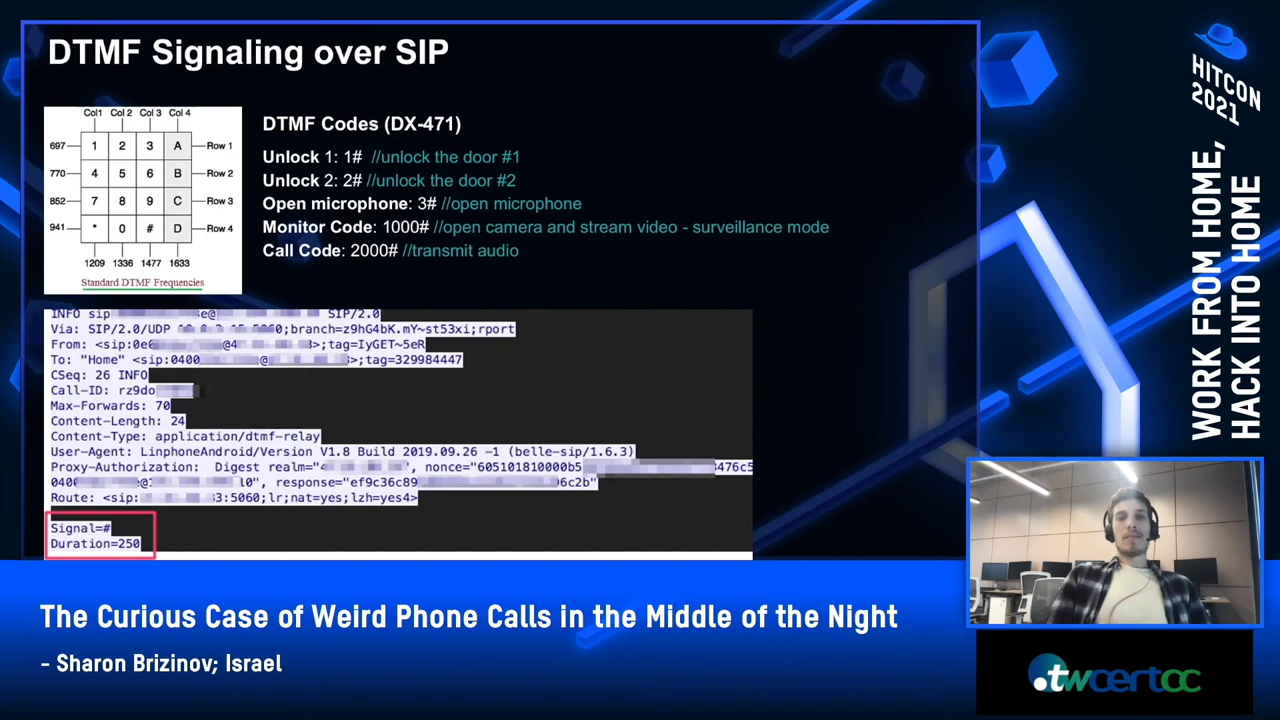 DTMF Signaling over SIP
Col1 Col 2 Col 3 Col 4
697 1 2 3 A Row 1
770 4 5 6 B Row 2
852 7 8 9 C Row 3
941 * 0 # D Row 4
1209 1336 1477 1633
Standard DTMF Frequencies
DTMF Codes (DX-471)
Unlock 1: 1# //unlock the door #1
Unlock 2: 2# //unlock the door #2
Open microphone: 3# //open microphone
Monitor Code: 1000# //open camera and stream video - surveillance mode
Call Code: 2000# //transmit audio
INFO sip e@ SIP/2.0
Via: SIP/2.0/UDP ;branch=z9hG4bK.mY~st53xi;rport
From: <sip:0e @4 >;tag=IyGET~5eR
To: "Home" <sip:0400 @ >;tag=329984447
CSeq: 26 INFO
Call-ID: rz9do
Max-Forwards: 70
Content-Length: 24
Content-Type: application/dtmf-relay
User-Agent: LinphoneAndroid/Version V1.8 Build 2019.09.26 -1 (belle-sip/1.6.3)
Proxy-Authorization: Digest realm="4 ", nonce="605101810000b5 3476c5
0400 @ l0", response="ef9c36c89 6c2b"
Route: <sip: 3:5060;lr;nat=yes;lzh=yes4>
Signal=#
Duration=250
HITCON
2021
WORK FROM HOME,
HACK INTO HOME
The Curious Case of Weird Phone Calls in the Middle of the Night
- Sharon Brizinov; Israel
.twcertcc